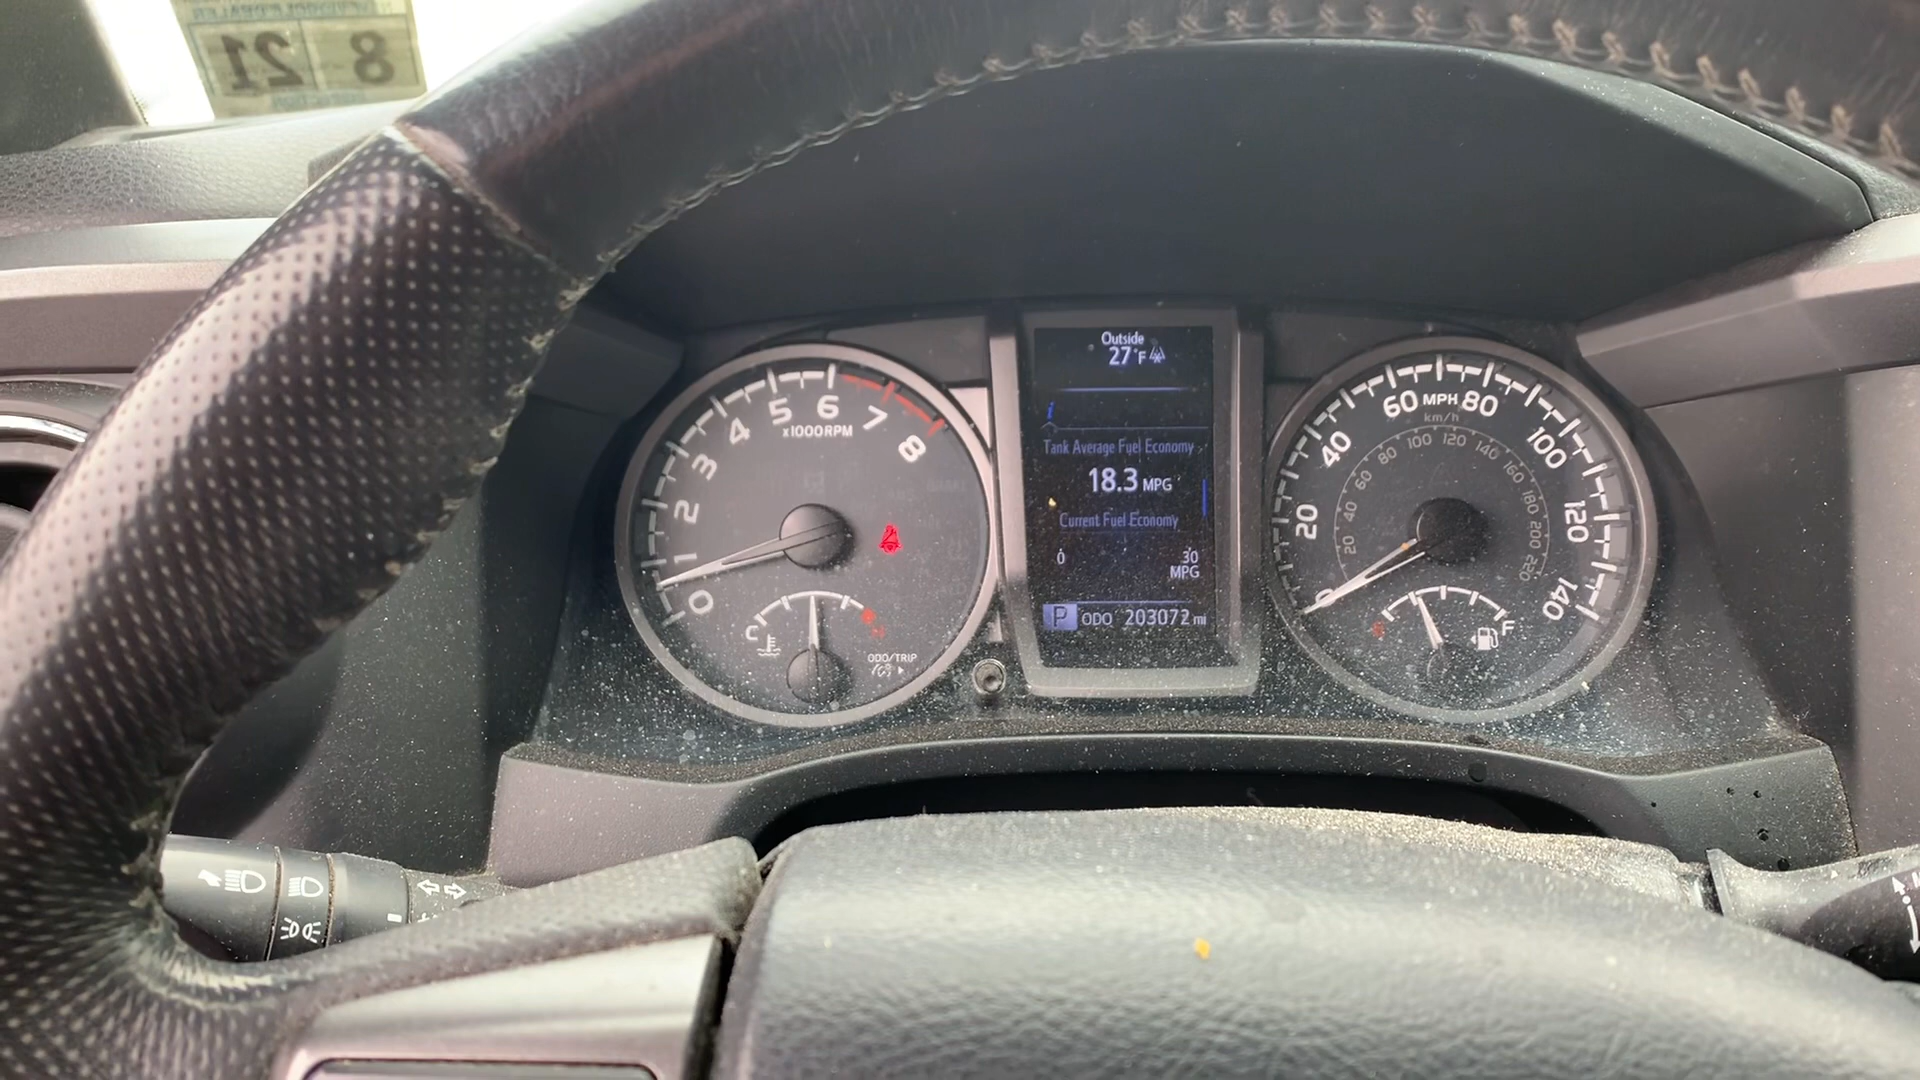 8 21
Outside
27°F
i
Tank Average Fuel Economy
18.3 MPG
Current Fuel Economy
0 30
MPG
P ODO 203072 mi
0 1 2 3 4 5 6 7 8
x1000RPM
C
H
ODO/TRIP
0 20 40 60 80 100 120 140
MPH
km/h
20 40 60 80 100 120 140 160 180 200 220
E F